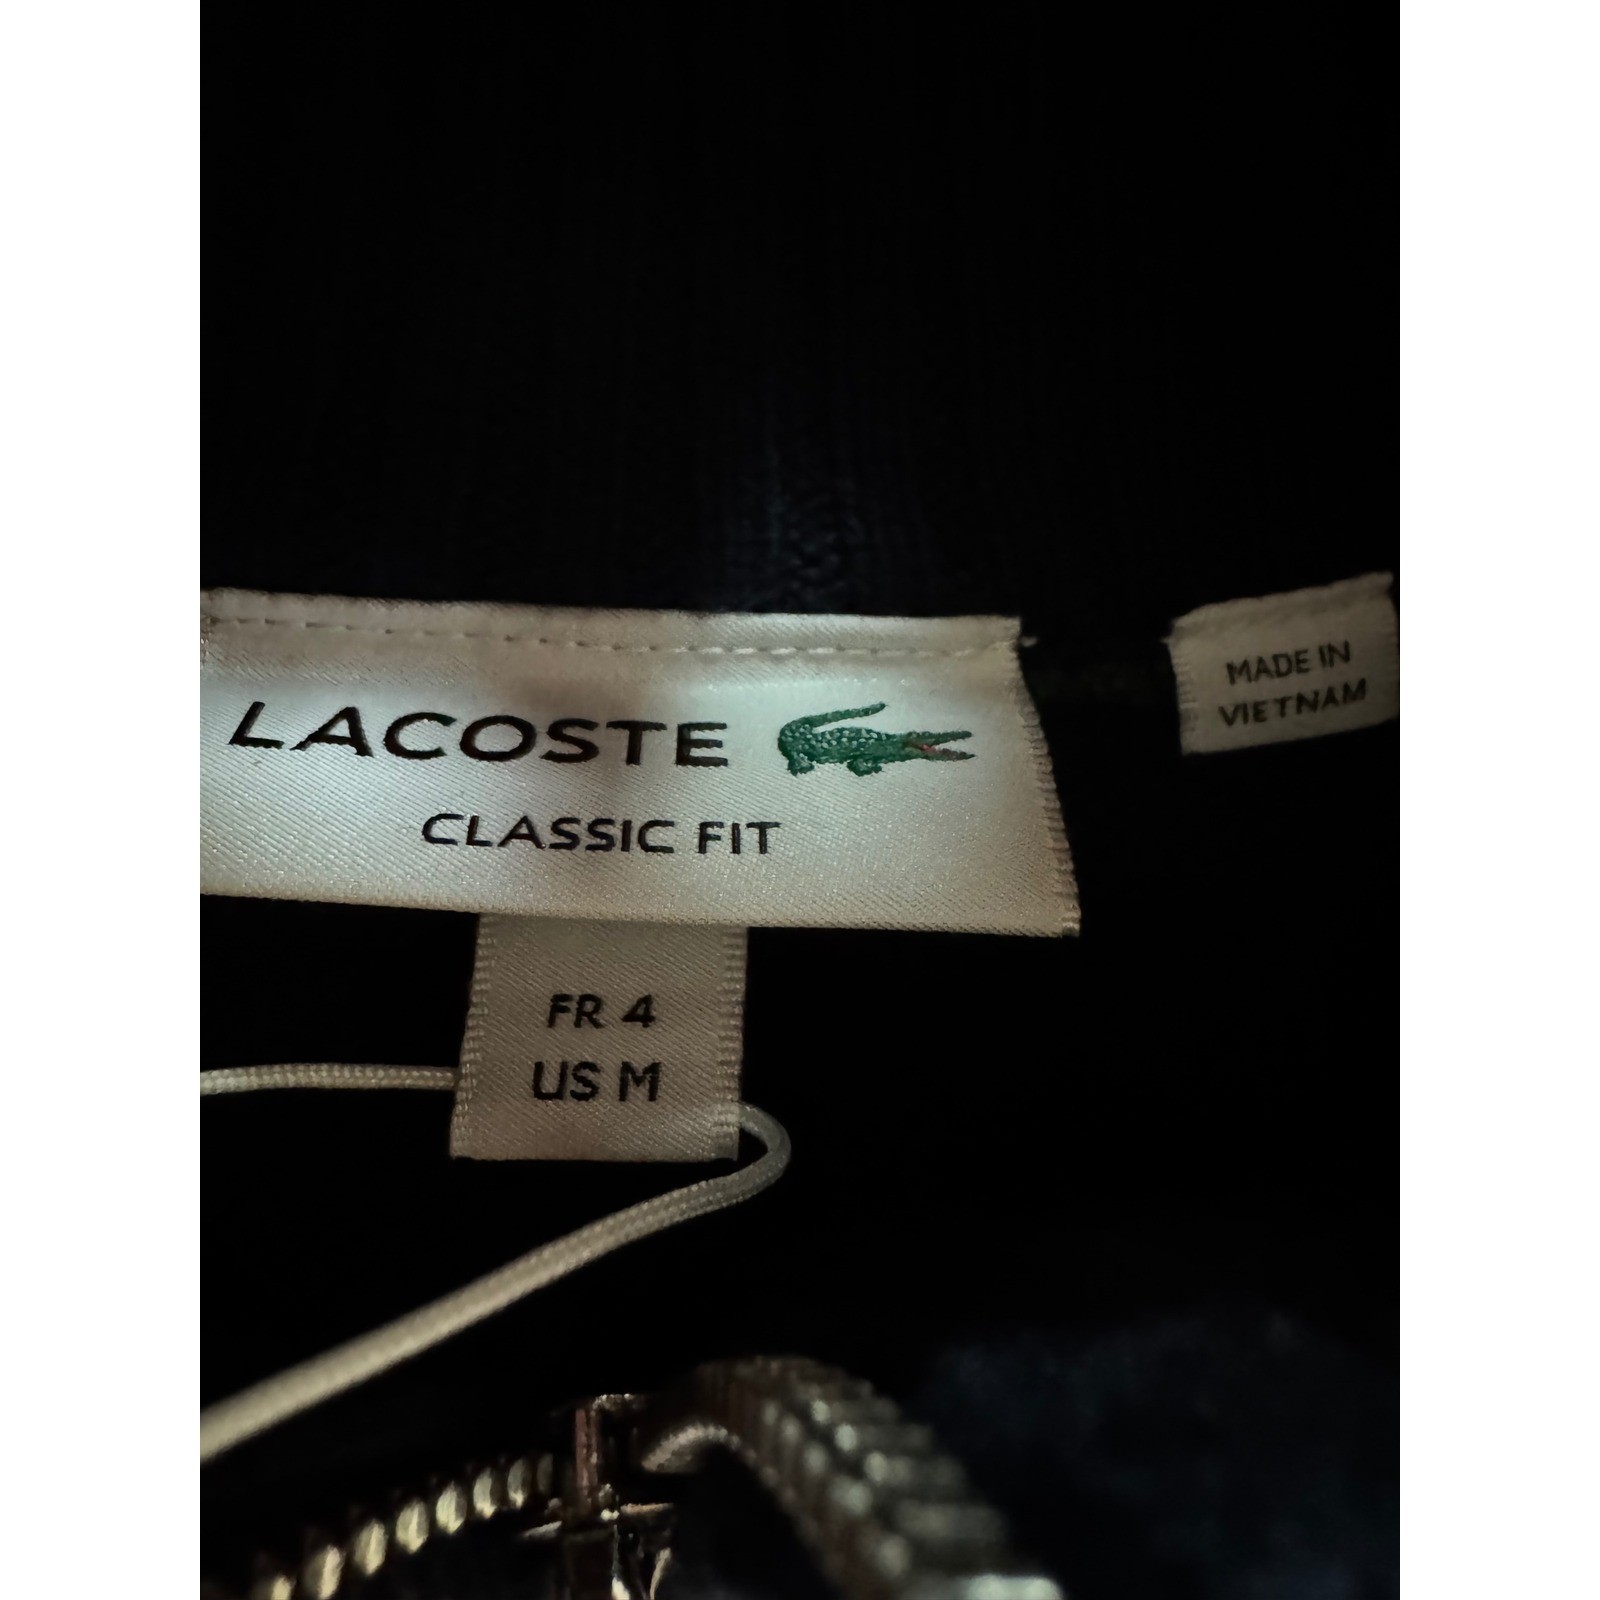 LACOSTE
CLASSIC FIT
FR 4
US M
MADE IN
VIETNAM